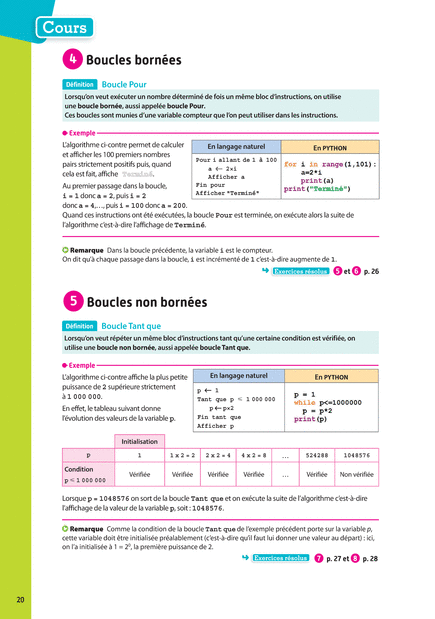 Cours
4 Boucles bornées
Définition Boucle Pour
Lorsqu'on veut exécuter un nombre déterminé de fois un même bloc d'instructions, on utilise
une boucle bornée, aussi appelée boucle Pour.
Ces boucles sont munies d'une variable compteur que l'on peut utiliser dans les instructions.
Exemple
L'algorithme ci-contre permet de calculer
et afficher les 100 premiers nombres
pairs strictement positifs puis, quand
cela est fait, affiche Terminé.
Au premier passage dans la boucle,
i = 1 donc a = 2, puis i = 2
donc a = 4,..., puis i = 100 donc a = 200.
En langage naturel
Pour i allant de 1 à 100
a ← 2×i
Afficher a
Fin pour
Afficher "Terminé"
En PYTHON
for i in range(1,101):
a=2*i
print(a)
print("Terminé")
Quand ces instructions ont été exécutées, la boucle Pour est terminée, on exécute alors la suite de
l'algorithme c'est-à-dire l'affichage de Terminé.
Remarque Dans la boucle précédente, la variable i est le compteur.
On dit qu'à chaque passage dans la boucle, i est incrémenté de 1 c'est-à-dire augmente de 1.
Exercices résolus 5 et 6 p. 26
5 Boucles non bornées
Définition Boucle Tant que
Lorsqu'on veut répéter un même bloc d'instructions tant qu'une certaine condition est vérifiée, on
utilise une boucle non bornée, aussi appelée boucle Tant que.
Exemple
L'algorithme ci-contre affiche la plus petite
puissance de 2 supérieure strictement
à 1 000 000.
En effet, le tableau suivant donne
l'évolution des valeurs de la variable p.
En langage naturel
p ← 1
Tant que p ⩽ 1 000 000
p←p×2
Fin tant que
Afficher p
En PYTHON
p = 1
while p<=1000000
p = p*2
print(p)
Initialisation
p 1 1 x 2 = 2 2 x 2 = 4 4 x 2 = 8 ... 524288 1048576
Condition
p ⩽ 1 000 000 Vérifiée Vérifiée Vérifiée Vérifiée ... Vérifiée Non vérifiée
Lorsque p = 1048576 on sort de la boucle Tant que et on exécute la suite de l'algorithme c'est-à-dire
l'affichage de la valeur de la variable p, soit : 1048576.
Remarque Comme la condition de la boucle Tant que de l'exemple précédent porte sur la variable p,
cette variable doit être initialisée préalablement (c'est-à-dire qu'il faut lui donner une valeur au départ) : ici,
on l'a initialisée à 1 = 2⁰, la première puissance de 2.
Exercices résolus 7 p. 27 et 8 p. 28
20